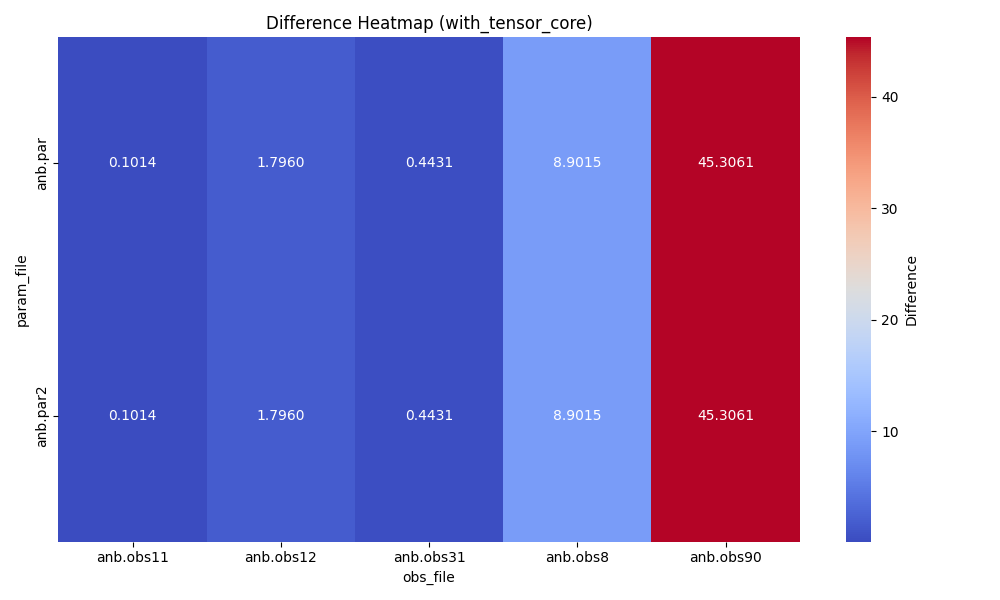 Difference Heatmap (with_tensor_core)
param_file
anb.par
0.1014 1.7960 0.4431 8.9015 45.3061
anb.par2
0.1014 1.7960 0.4431 8.9015 45.3061
anb.obs11 anb.obs12 anb.obs31 anb.obs8 anb.obs90
obs_file
40
30
20
10
Difference